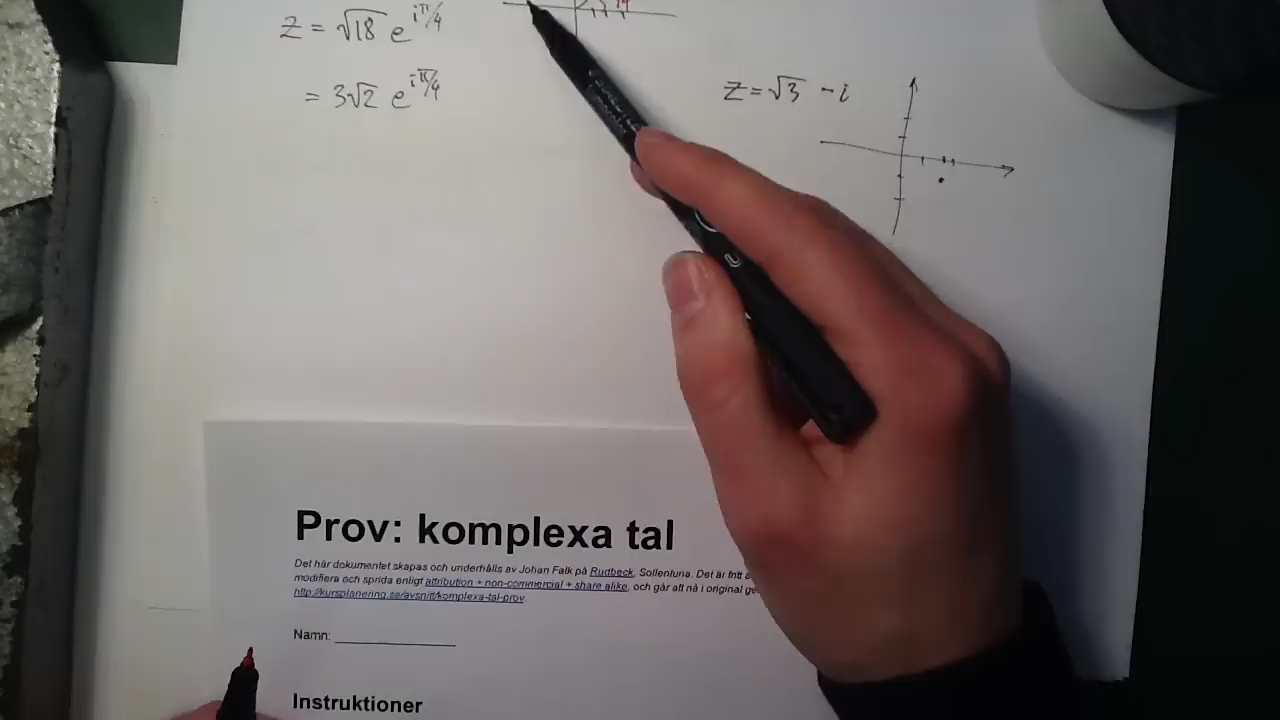 z = √18 e^{iπ/4}
= 3√2 e^{iπ/4}
z = √3 - i
Prov: komplexa tal
Det här dokumentet skapas och underhålls av Johan Falk på Rudbeck, Sollentuna. Det är fritt
modifiera och sprida enligt attribution + non-commercial + share alike, och går att nå i original
http://kursplanering.se/avsnitt/komplexa-tal-prov.
Namn:
Instruktioner